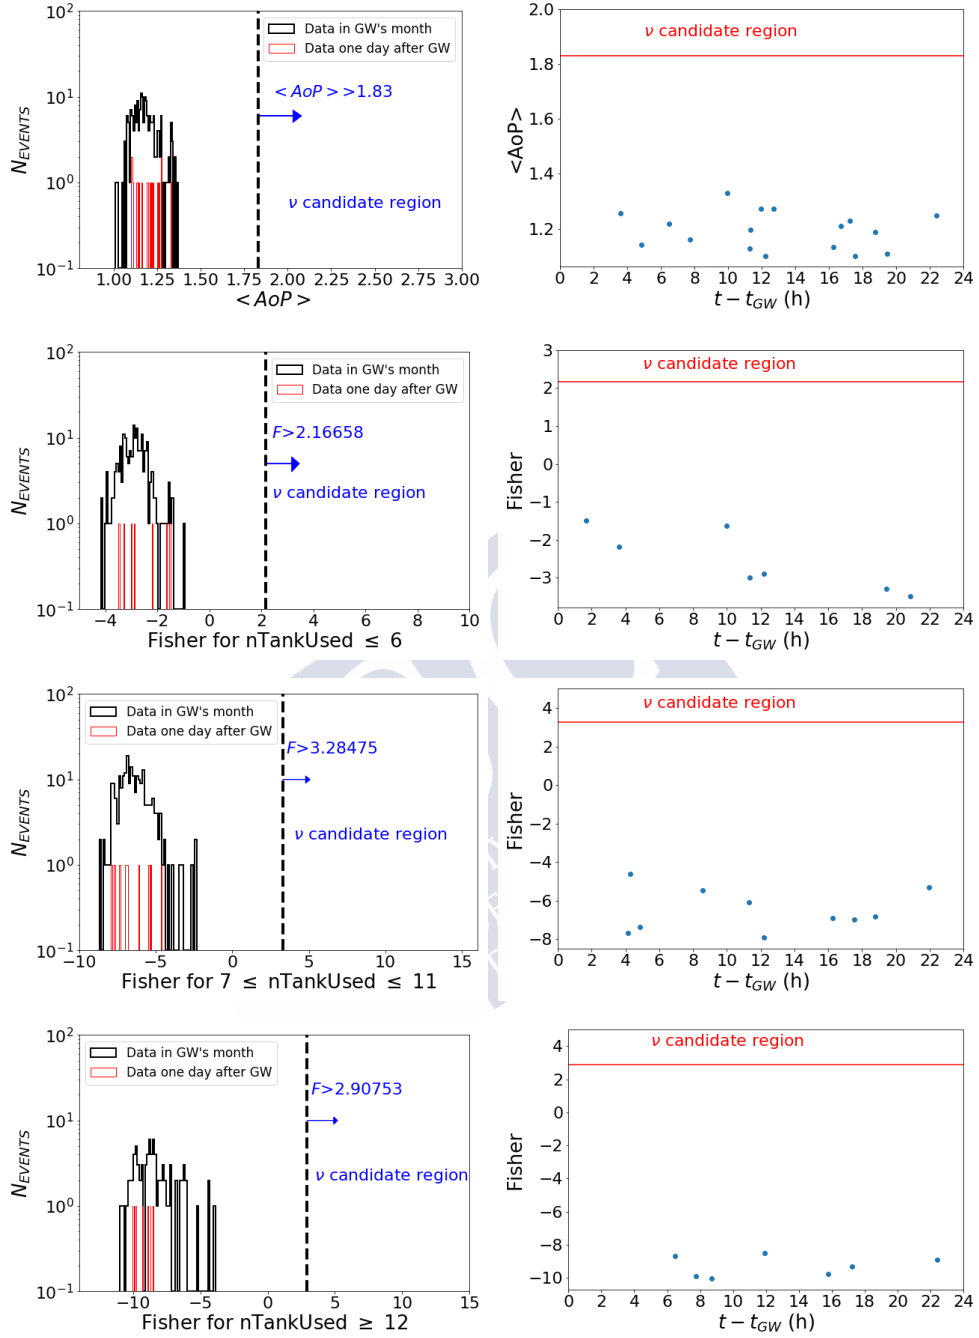 Data in GW's month
Data one day after GW
<AoP> >1.83
ν candidate region
N_EVENTS
10²
10¹
10⁰
10⁻¹
1.00 1.25 1.50 1.75 2.00 2.25 2.50 2.75 3.00
<AoP>
ν candidate region
<AoP>
2.0
1.8
1.6
1.4
1.2
0 2 4 6 8 10 12 14 16 18 20 22 24
t − t_GW (h)
Data in GW's month
Data one day after GW
F>2.16658
ν candidate region
N_EVENTS
10²
10¹
10⁰
10⁻¹
−4 −2 0 2 4 6 8 10
Fisher for nTankUsed ≤ 6
ν candidate region
Fisher
3
2
1
0
−1
−2
−3
0 2 4 6 8 10 12 14 16 18 20 22 24
t − t_GW (h)
Data in GW's month
Data one day after GW
F>3.28475
ν candidate region
N_EVENTS
10²
10¹
10⁰
10⁻¹
−10 −5 0 5 10 15
Fisher for 7 ≤ nTankUsed ≤ 11
ν candidate region
Fisher
4
2
0
−2
−4
−6
−8
0 2 4 6 8 10 12 14 16 18 20 22 24
t − t_GW (h)
Data in GW's month
Data one day after GW
F>2.90753
ν candidate region
N_EVENTS
10²
10¹
10⁰
10⁻¹
−10 −5 0 5 10 15
Fisher for nTankUsed ≥ 12
ν candidate region
Fisher
4
2
0
−2
−4
−6
−8
−10
0 2 4 6 8 10 12 14 16 18 20 22 24
t − t_GW (h)